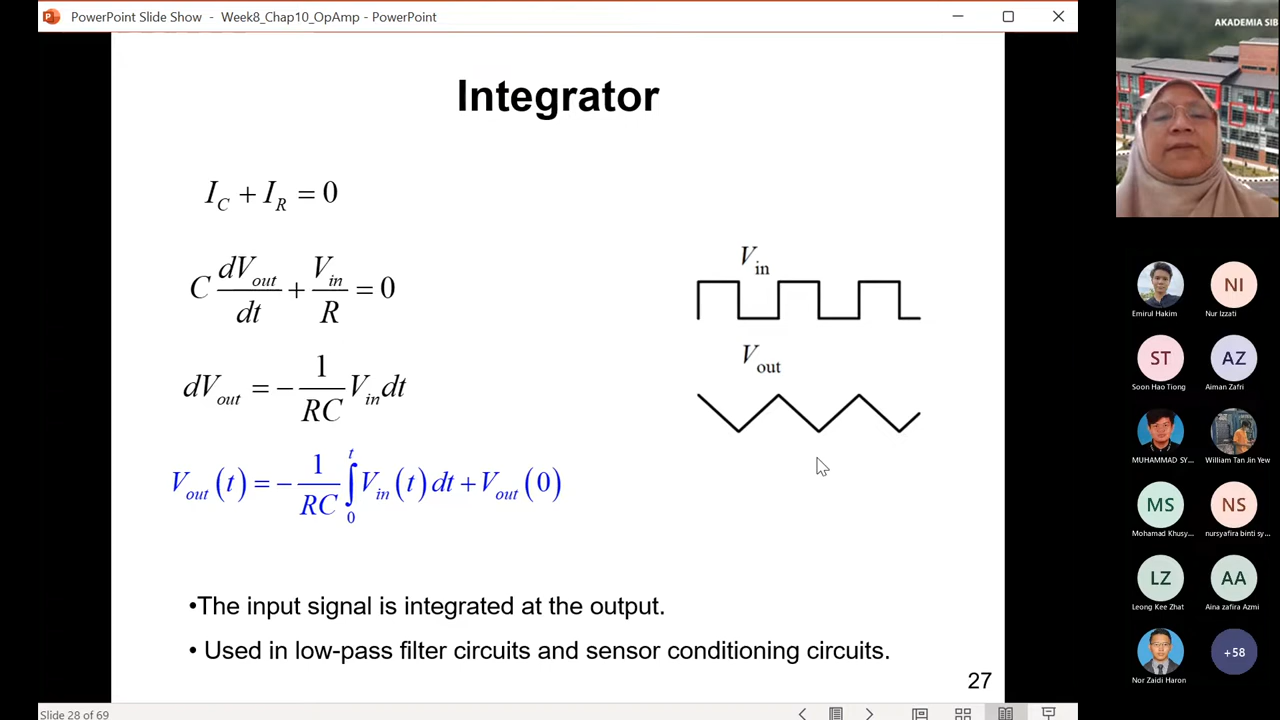 PowerPoint Slide Show - Week8_Chap10_OpAmp - PowerPoint
AKADEMIA SIB
Integrator
I_C + I_R = 0
C dV_out/dt + V_in/R = 0
dV_out = − 1/RC V_in dt
V_out (t) = − 1/RC ∫_0^t V_in (t) dt + V_out (0)
V_in
V_out
•The input signal is integrated at the output.
• Used in low-pass filter circuits and sensor conditioning circuits.
27
Slide 28 of 69
Emirul Hakim
NI
Nur Izzati
ST
Soon Hao Tiong
AZ
Aiman Zafri
MUHAMMAD SY...
William Tan Jin Yew
MS
Mohamad Khusy...
NS
nursyafira binti sy...
LZ
Leong Kee Zhat
AA
Aina zafira Azmi
Nor Zaidi Haron
+58